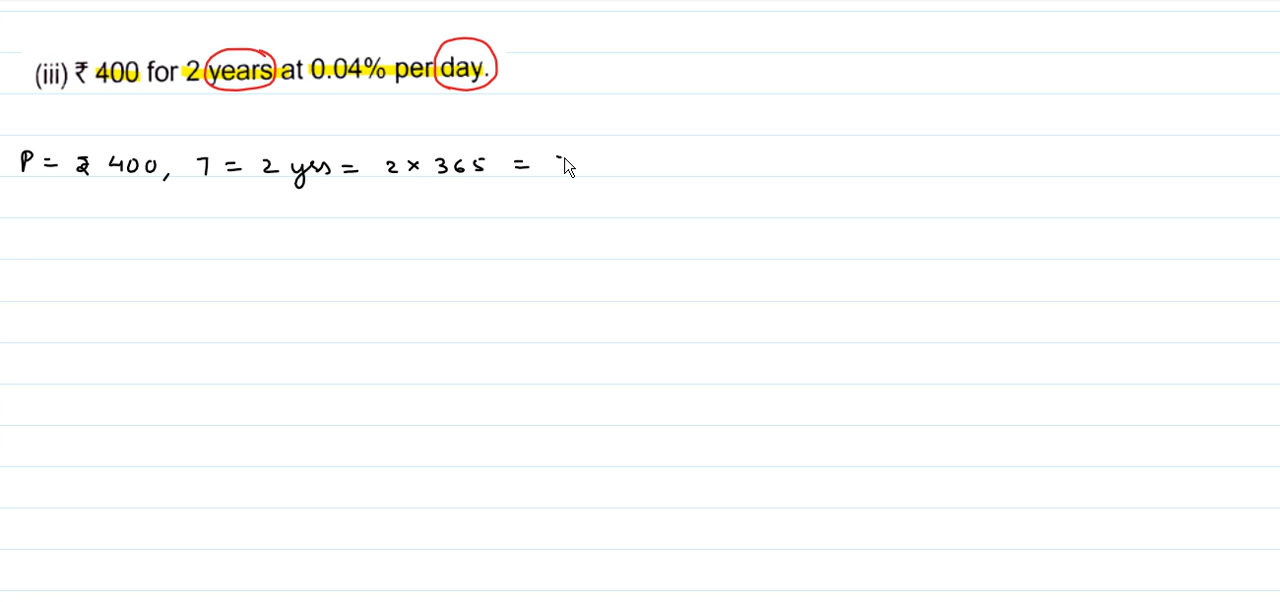 (iii) ₹ 400 for 2 years at 0.04% per day.
P = ₹ 400, T = 2 yrs = 2 × 365 =